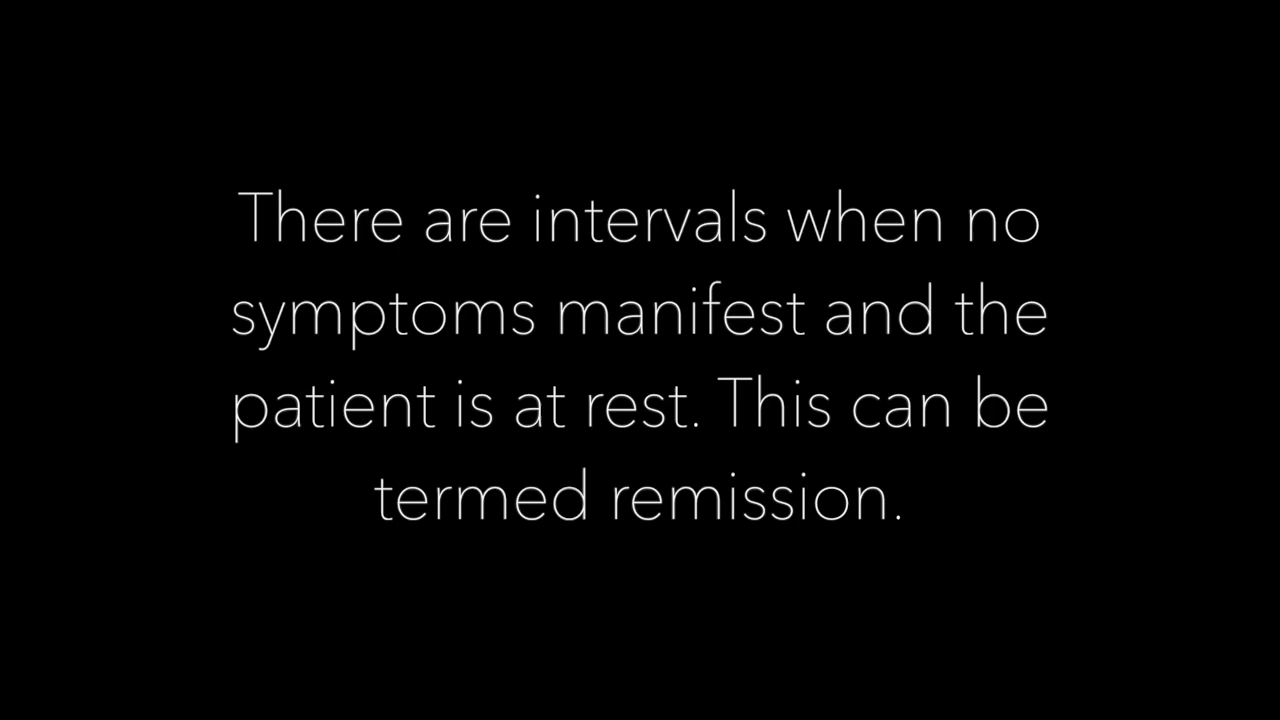 There are intervals when no
symptoms manifest and the
patient is at rest. This can be
termed remission.